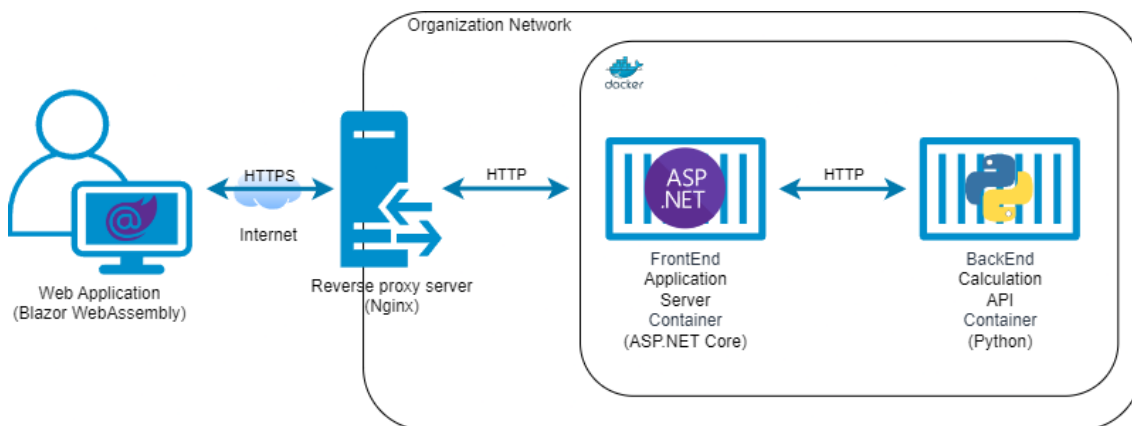 Organization Network
docker
HTTPS
Internet
HTTP
ASP
.NET
HTTP
@
Web Application
(Blazor WebAssembly)
Reverse proxy server
(Nginx)
FrontEnd
Application
Server
Container
(ASP.NET Core)
BackEnd
Calculation
API
Container
(Python)